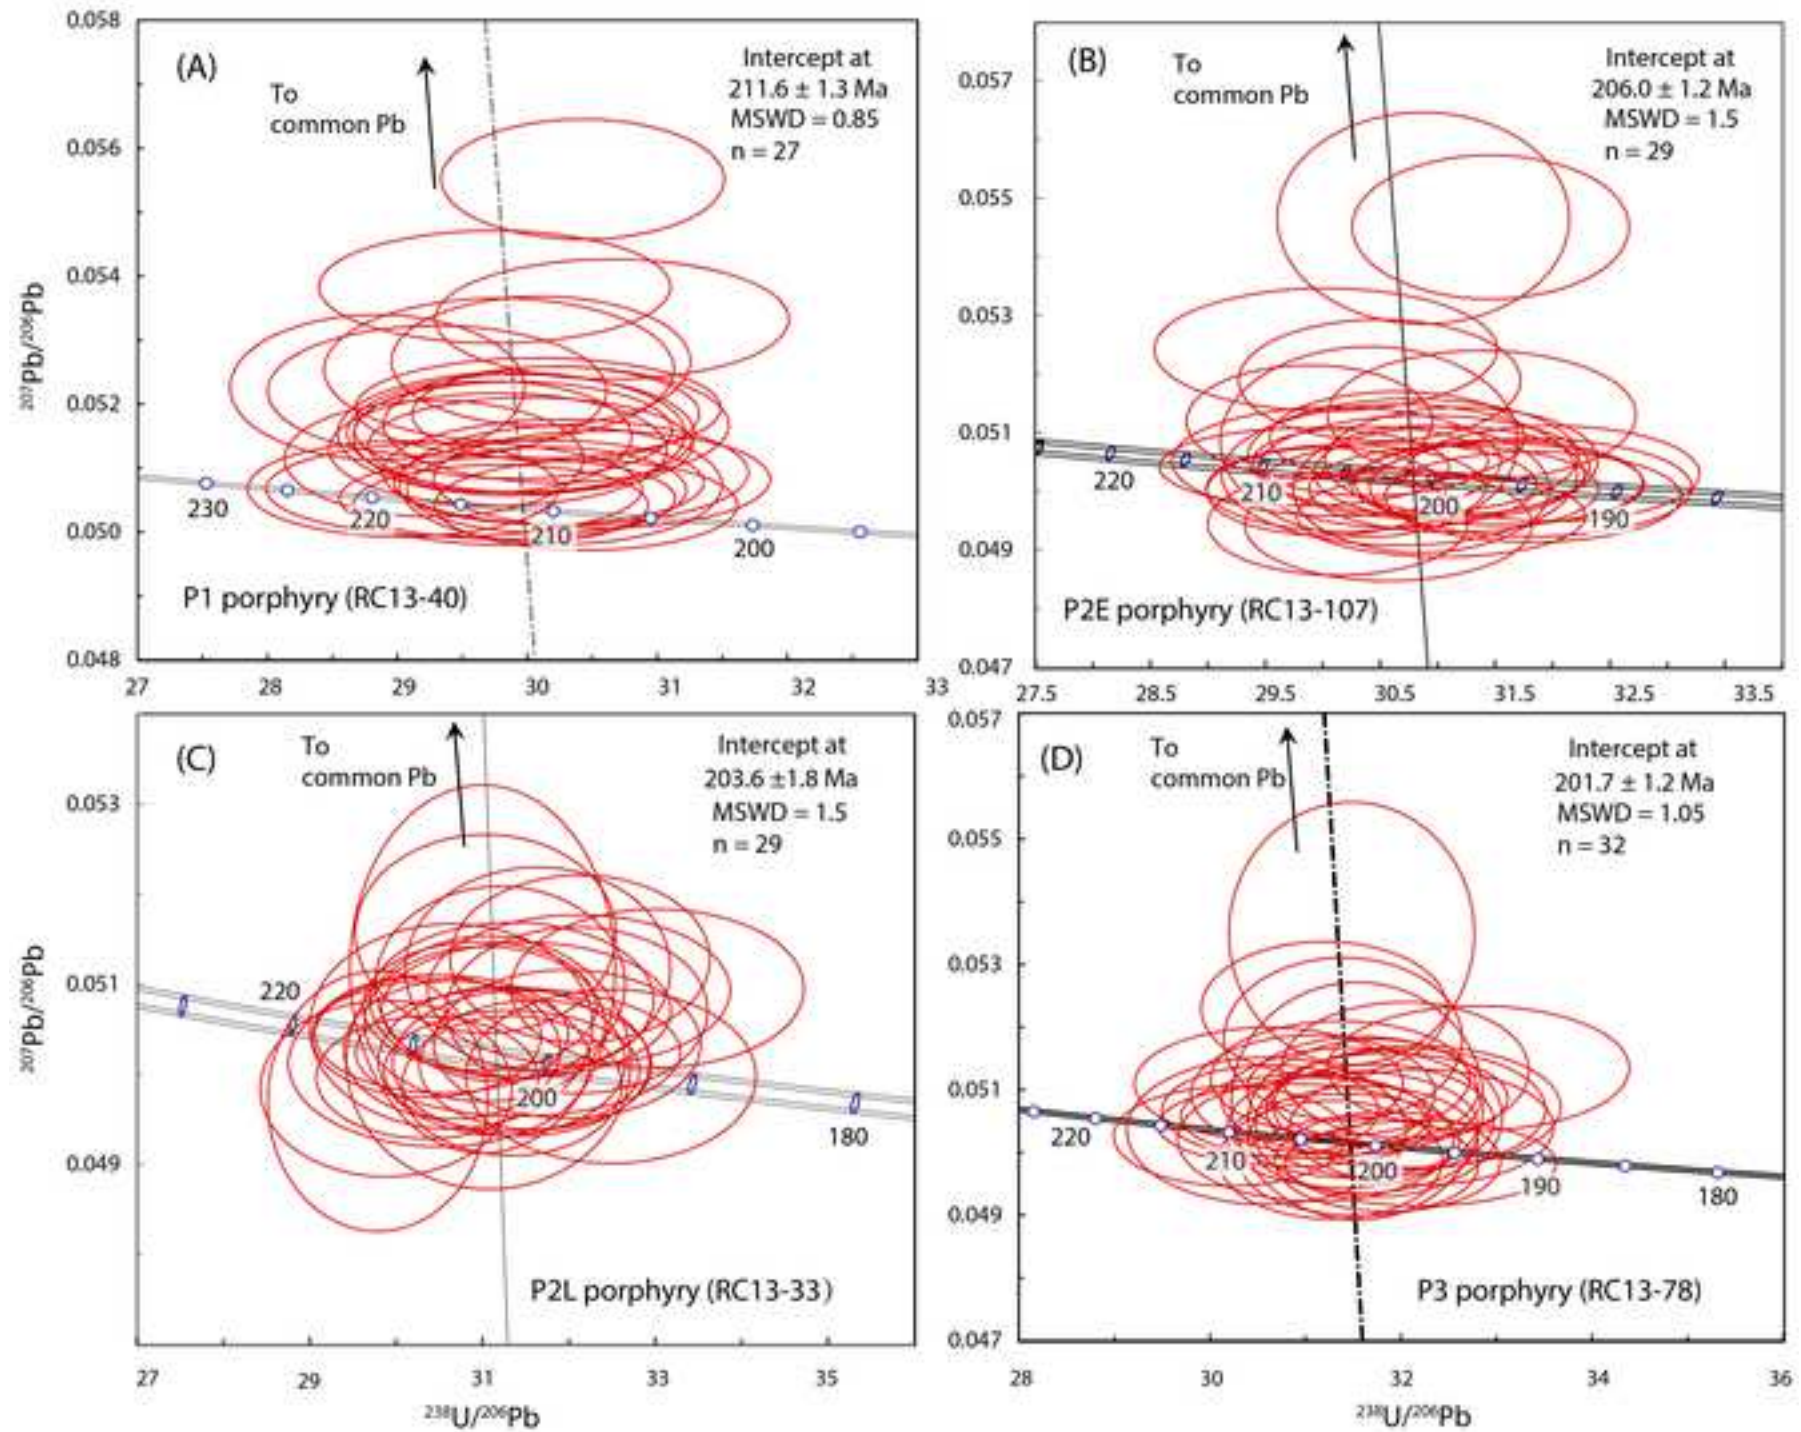 0.058
0.056
0.054
0.052
0.050
0.048
²⁰⁷Pb/²⁰⁶Pb
(A)
To
common Pb
Intercept at
211.6 ± 1.3 Ma
MSWD = 0.85
n = 27
230
220
210
200
P1 porphyry (RC13-40)
27
28
29
30
31
32
33
0.057
0.055
0.053
0.051
0.049
0.047
(B)
To
common Pb
Intercept at
206.0 ± 1.2 Ma
MSWD = 1.5
n = 29
220
210
200
190
P2E porphyry (RC13-107)
27.5
28.5
29.5
30.5
31.5
32.5
33.5
0.053
0.051
0.049
²⁰⁷Pb/²⁰⁶Pb
(C)
To
common Pb
Intercept at
203.6 ±1.8 Ma
MSWD = 1.5
n = 29
220
200
180
P2L porphyry (RC13-33)
27
29
31
33
35
²³⁸U/²⁰⁶Pb
0.057
0.055
0.053
0.051
0.049
0.047
(D)
To
common Pb
Intercept at
201.7 ± 1.2 Ma
MSWD = 1.05
n = 32
220
210
200
190
180
P3 porphyry (RC13-78)
28
30
32
34
36
²³⁸U/²⁰⁶Pb